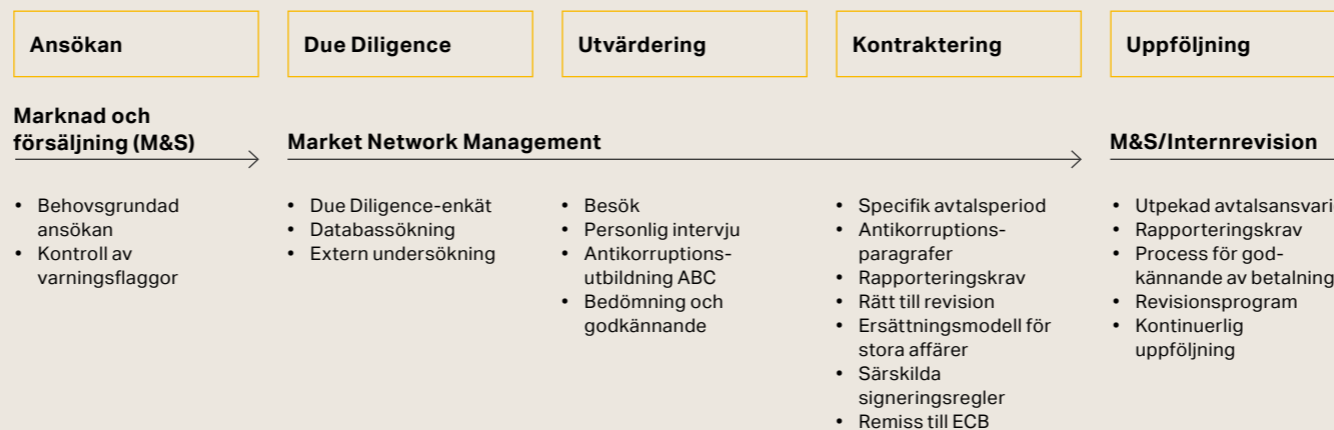 Ansökan
Due Diligence
Utvärdering
Kontraktering
Uppföljning
Marknad och
försäljning (M&S)
Market Network Management
M&S/Internrevision
• Behovsgrundad
ansökan
• Kontroll av
varningsflaggor
• Due Diligence-enkät
• Databassökning
• Extern undersökning
• Besök
• Personlig intervju
• Antikorruptions-
utbildning ABC
• Bedömning och
godkännande
• Specifik avtalsperiod
• Antikorruptions-
paragrafer
• Rapporteringskrav
• Rätt till revision
• Ersättningsmodell för
stora affärer
• Särskilda
signeringsregler
• Remiss till ECB
• Utpekad
• Rapporteringskrav
• Process för god-
kännande av betalning
• Revisionsprogram
• Kontinuerlig
uppföljning